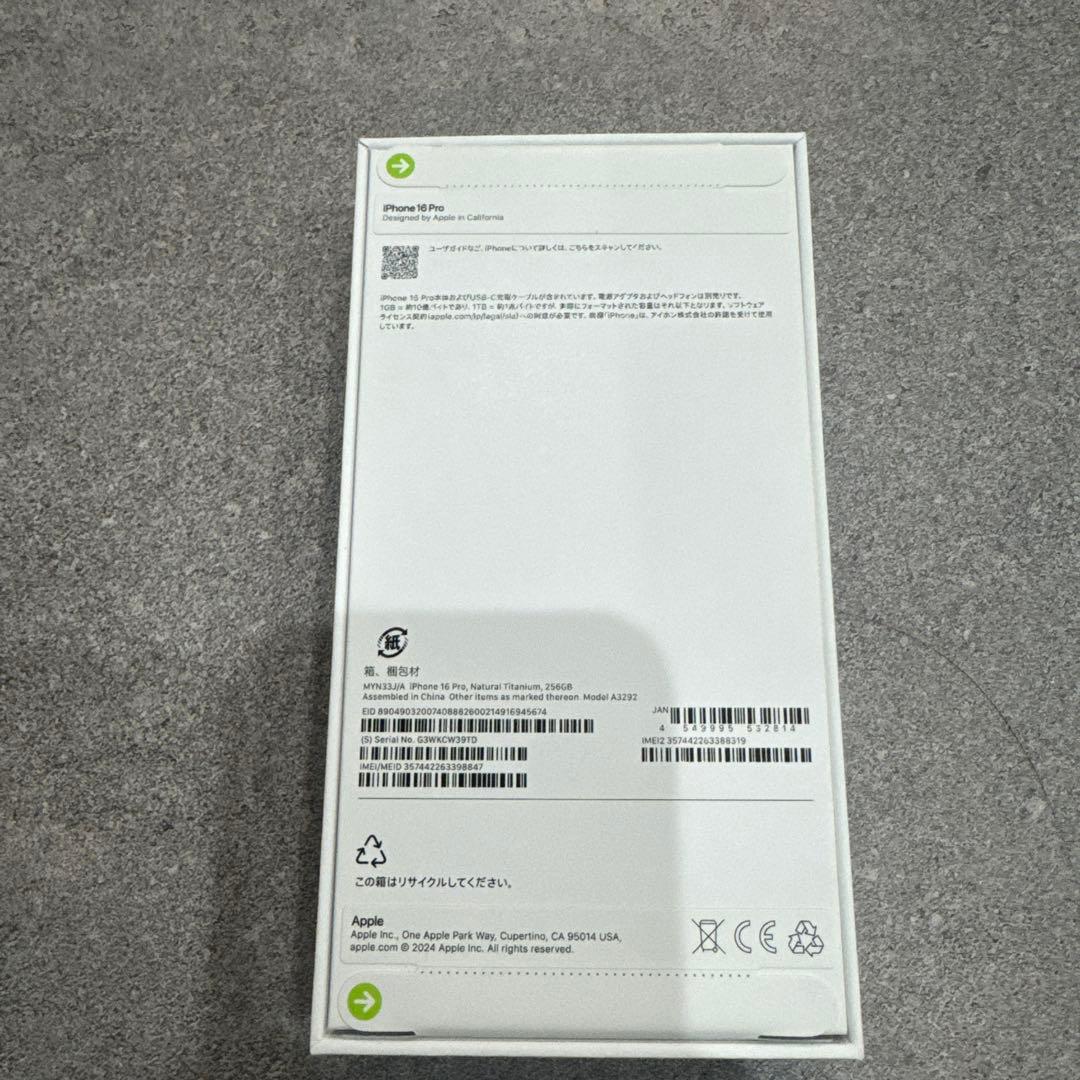 iPhone 16 Pro
Designed by Apple in California
ユーザガイドなど、iPhoneについて詳しくは、こちらをスキャンしてください。
iPhone 16 Pro本体およびUSB-C充電ケーブルが含まれています。電源アダプタおよびヘッドフォンは別売りです。
1GB = 約10億バイトであり、1TB = 約1兆バイトですが、実際にフォーマットされた容量はそれ以下となります。ソフトウェア
ライセンス契約(apple.com/jp/legal/sla)への同意が必要です。商標「iPhone」は、アイホン株式会社の許諾を受けて使用
しています。
紙
箱、梱包材
MYN33J/A iPhone 16 Pro, Natural Titanium, 256GB
Assembled in China Other items as marked thereon Model A3292
EID 89049032007408882600214916945674
JAN
4 549995 532814
(S) Serial No. G3WKCW39TD
IMEI2 357442263388319
IMEI/MEID 357442263398847
この箱はリサイクルしてください。
Apple
Apple Inc., One Apple Park Way, Cupertino, CA 95014 USA,
apple.com © 2024 Apple Inc. All rights reserved.
CE